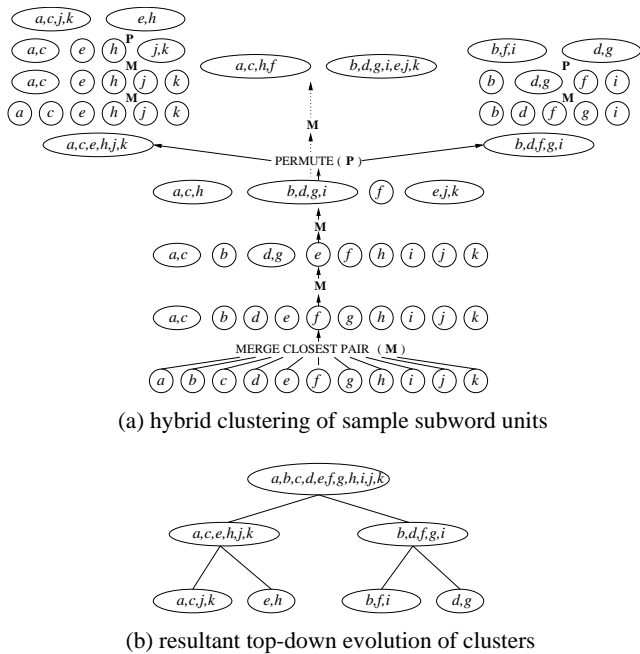 a,c,j,k e,h
P
a,c e h j,k
M
a,c e h j k
M
a c e h j k
a,c,e,h,j,k
a,c,h,f b,d,g,i,e,j,k
b,f,i d,g
P
b d,g f i
M
b d f g i
b,d,f,g,i
M
PERMUTE ( P )
a,c,h b,d,g,i f e,j,k
M
a,c b d,g e f h i j k
M
a,c b d e f g h i j k
MERGE CLOSEST PAIR ( M )
a b c d e f g h i j k
(a) hybrid clustering of sample subword units
a,b,c,d,e,f,g,h,i,j,k
a,c,e,h,j,k b,d,f,g,i
a,c,j,k e,h b,f,i d,g
(b) resultant top-down evolution of clusters